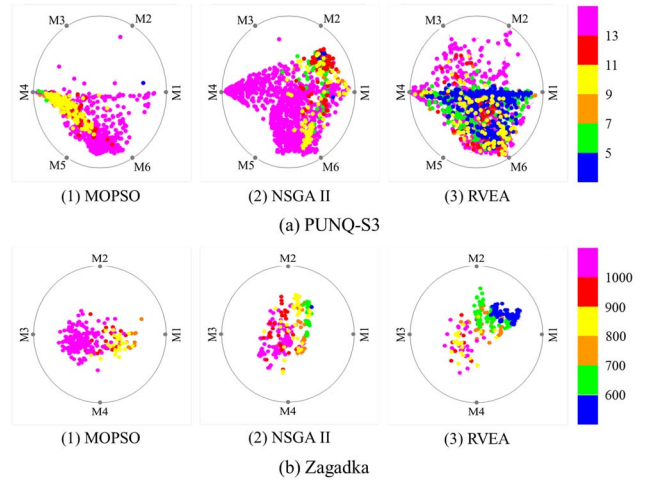 M3 M2 M3 M2 M3 M2
M4 M1 M4 M1 M4 M1
M5 M6 M5 M6 M5 M6
13
11
9
7
5
(1) MOPSO (2) NSGA II (3) RVEA
(a) PUNQ-S3
M2 M2 M2
M3 M1 M3 M1 M3 M1
M4 M4 M4
1000
900
800
700
600
(1) MOPSO (2) NSGA II (3) RVEA
(b) Zagadka